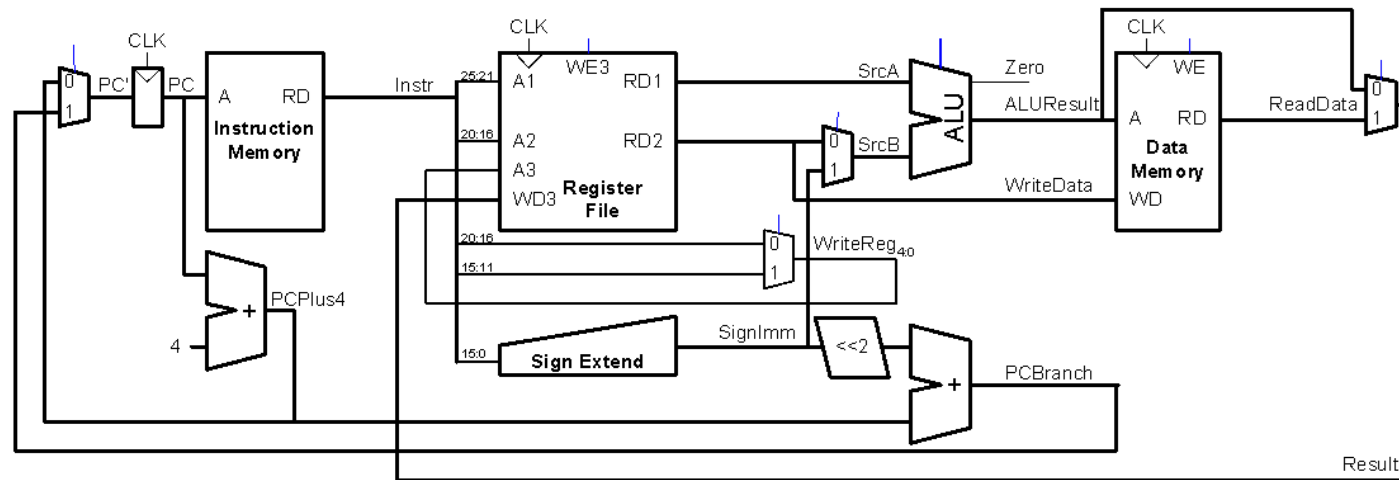 CLK
0
1
PC'
PC
A
RD
Instruction
Memory
4
+
PCPlus4
Instr
25:21
20:16
20:16
15:11
15:0
CLK
WE3
A1
RD1
A2
RD2
A3
WD3
Register
File
Sign Extend
SignImm
<<2
0
1
WriteReg4:0
0
1
SrcA
SrcB
ALU
Zero
ALUResult
WriteData
+
PCBranch
CLK
WE
A
RD
Data
Memory
WD
ReadData
0
1
Result